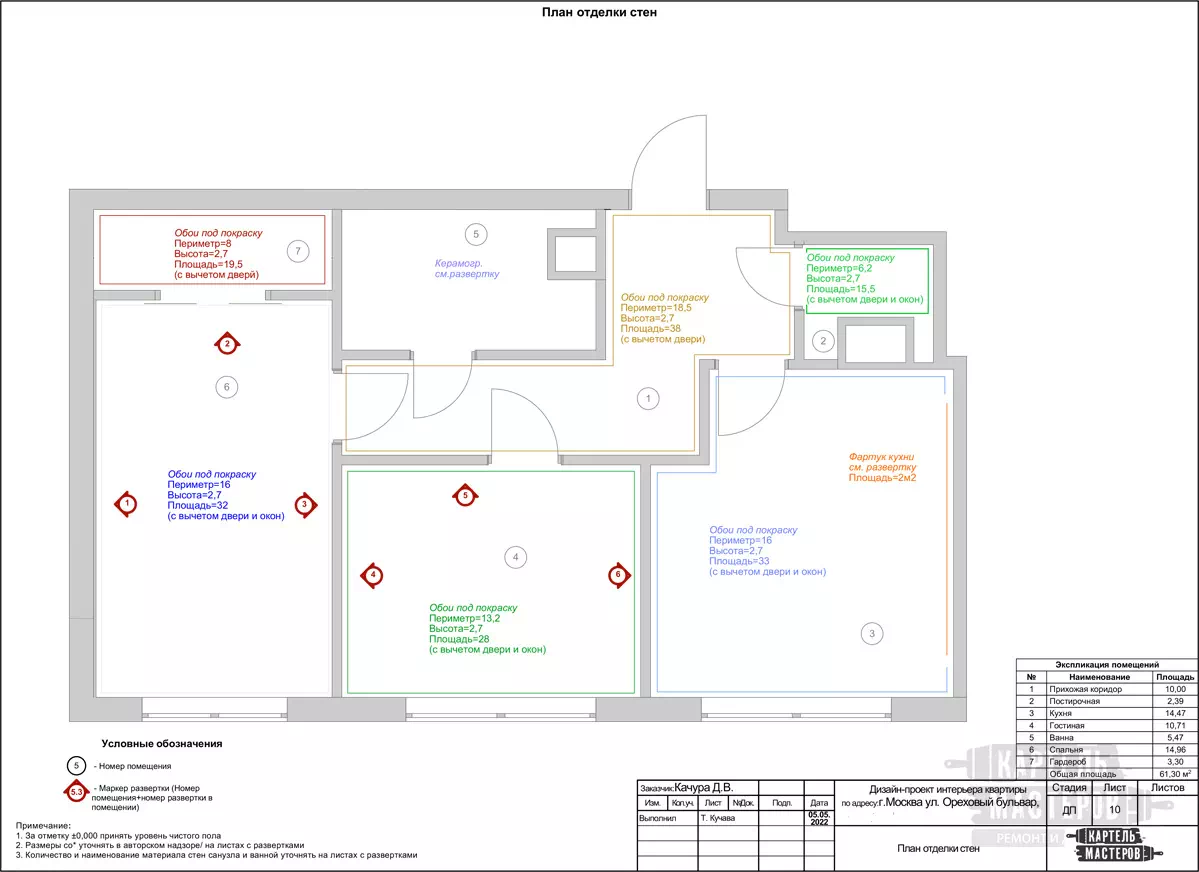 План отделки стен
Обои под покраску
Периметр=8
Высота=2,7
Площадь=19,5
(с вычетом дверй)
7
5
Керамогр.
см.развертку
Обои под покраску
Периметр=18,5
Высота=2,7
Площадь=38
(с вычетом двери)
Обои под покраску
Периметр=6,2
Высота=2,7
Площадь=15,5
(с вычетом двери и окон)
2
2
6
1
Обои под покраску
Периметр=16
Высота=2,7
Площадь=32
(с вычетом двери и окон)
1
3
5
4
4
6
Обои под покраску
Периметр=13,2
Высота=2,7
Площадь=28
(с вычетом двери и окон)
Фартук кухни
см. развертку
Площадь=2м2
Обои под покраску
Периметр=16
Высота=2,7
Площадь=33
(с вычетом двери и окон)
3
Экспликация помещений
№ Наименование Площадь
1 Прихожая коридор 10,00
2 Постирочная 2,39
3 Кухня 14,47
4 Гостиная 10,71
5 Ванна 5,47
6 Спальня 14,96
7 Гардероб 3,30
Общая площадь 61,30 м²
Условные обозначения
5 - Номер помещения
5.3 - Маркер развертки (Номер
помещения+номер развертки в
помещении)
Примечание:
1. За отметку ±0,000 принять уровень чистого пола
2. Размеры со* уточнять в авторском надзоре/ на листах с развертками
3. Количество и наименование материала стен санузла и ванной уточнять на листах с развертками
Заказчик: Качура Д.В.
Изм. Кол.уч. Лист №Док. Подп. Дата
Выполнил Т. Кучава 05.05.
2022
Дизайн-проект интерьера квартиры
по адресу:г.Москва ул. Ореховый бульвар,
Стадия Лист Листов
ДП 10
План отделки стен
КАРТЕЛЬ
МАСТЕРОВ
КАРТЕЛЬ
МАСТЕРОВ
РЕМОНТ И